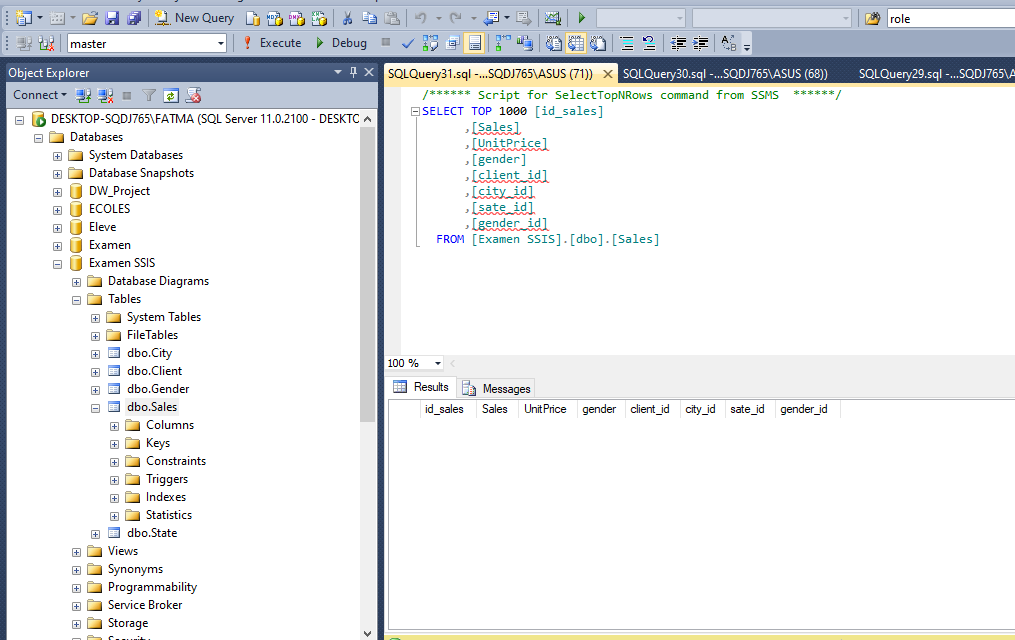 New Query
role
master
Execute
Debug
Object Explorer
Connect
DESKTOP-SQDJ765\FATMA (SQL Server 11.0.2100 - DESKTC
Databases
System Databases
Database Snapshots
DW_Project
ECOLES
Eleve
Examen
Examen SSIS
Database Diagrams
Tables
System Tables
FileTables
dbo.City
dbo.Client
dbo.Gender
dbo.Sales
Columns
Keys
Constraints
Triggers
Indexes
Statistics
dbo.State
Views
Synonyms
Programmability
Service Broker
Storage
Security
SQLQuery31.sql -...SQDJ765\ASUS (71))
SQLQuery30.sql -...SQDJ765\ASUS (68))
SQLQuery29.sql -...SQDJ765\A
/****** Script for SelectTopNRows command from SSMS  ******/
SELECT TOP 1000 [id_sales]
,[Sales]
,[UnitPrice]
,[gender]
,[client_id]
,[city_id]
,[sate_id]
,[gender_id]
FROM [Examen SSIS].[dbo].[Sales]
100 %
Results
Messages
id_sales Sales UnitPrice gender client_id city_id sate_id gender_id